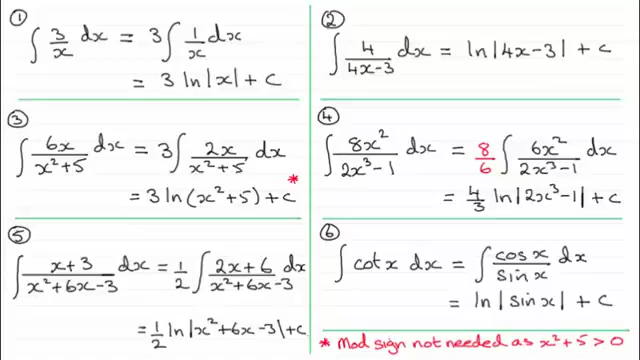 ①
∫ 3/x dx = 3 ∫ 1/x dx
= 3 ln|x| + c
②
∫ 4/(4x-3) dx = ln|4x-3| + c
③
∫ 6x/(x²+5) dx = 3 ∫ 2x/(x²+5) dx
= 3 ln(x²+5) + c *
④
∫ 8x²/(2x³-1) dx = 8/6 ∫ 6x²/(2x³-1) dx
= 4/3 ln|2x³-1| + c
⑤
∫ (x+3)/(x²+6x-3) dx = 1/2 ∫ (2x+6)/(x²+6x-3) dx
= 1/2 ln|x²+6x-3| + c
⑥
∫ cot x dx = ∫ cos x/sin x dx
= ln|sin x| + c
* Mod sign not needed as x²+5 > 0